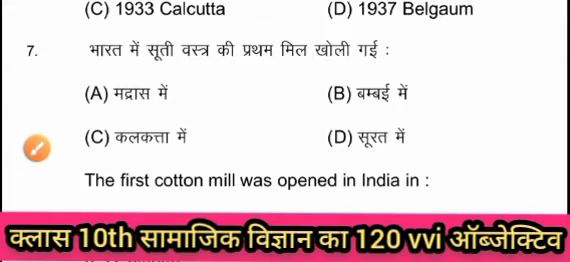 (C) 1933 Calcutta (D) 1937 Belgaum
7. भारत में सूती वस्त्र की प्रथम मिल खोली गई :
(A) मद्रास में (B) बम्बई में
(C) कलकत्ता में (D) सूरत में
The first cotton mill was opened in India in :
क्लास 10th सामाजिक विज्ञान का 120 vvi ऑब्जेक्टिव